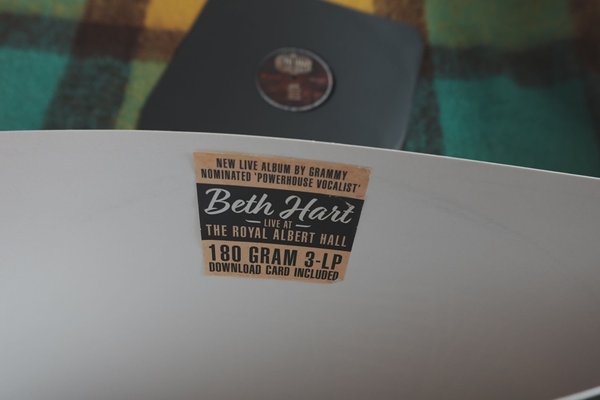 NEW LIVE ALBUM BY GRAMMY
NOMINATED 'POWERHOUSE VOCALIST'
Beth Hart
LIVE AT
THE ROYAL ALBERT HALL
180 GRAM 3-LP
DOWNLOAD CARD INCLUDED